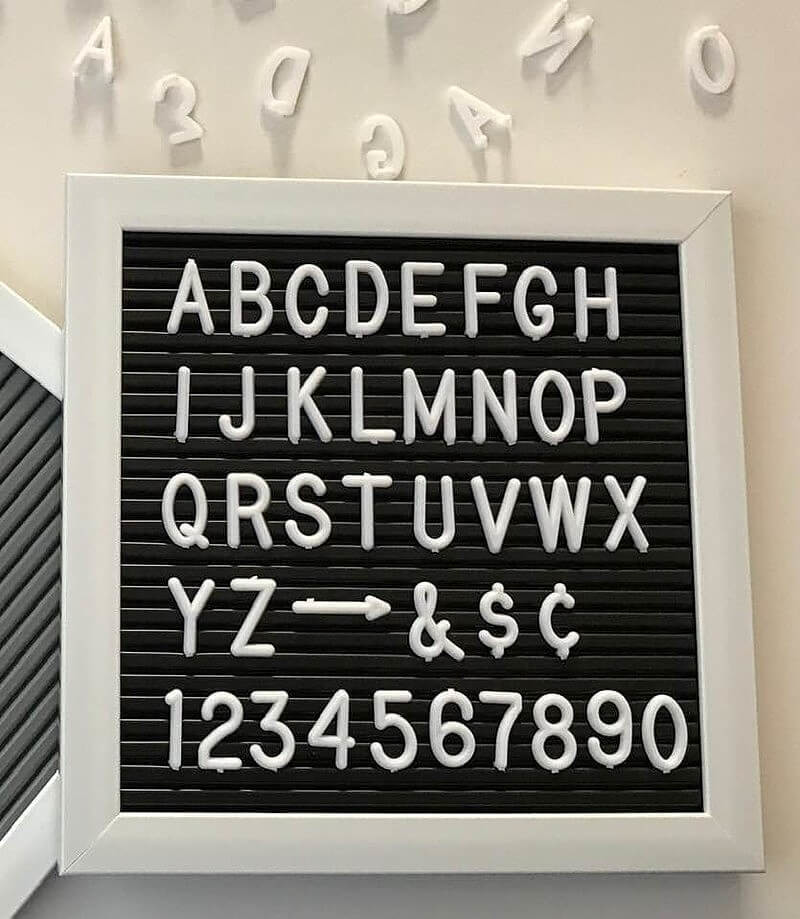 ABCDEFGH
IJKLMNOP
QRSTUVWX
YZ→&$¢
1234567890